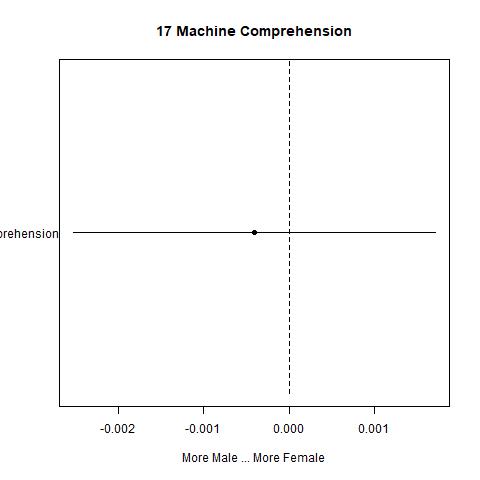 17 Machine Comprehension
prehension
-0.002 -0.001 0.000 0.001
More Male ... More Female